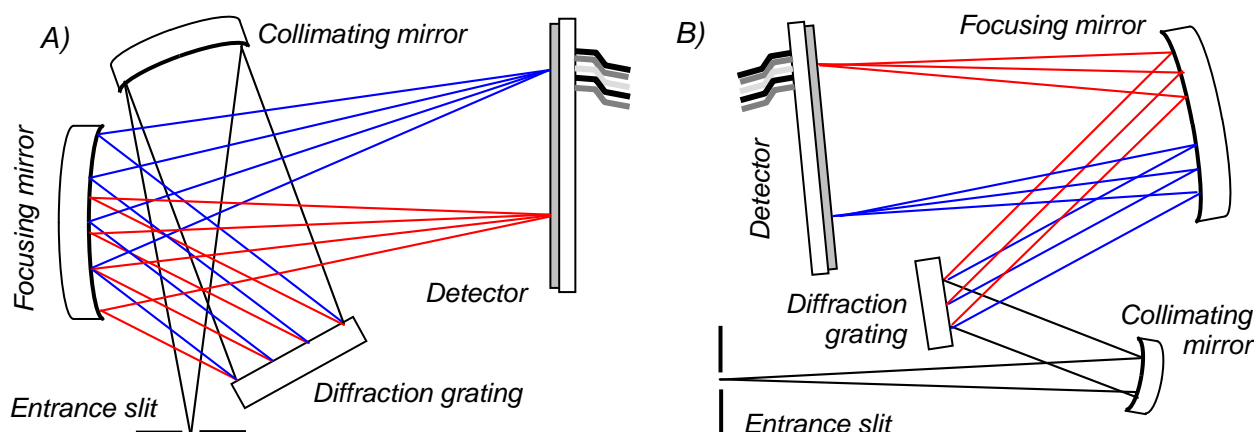 A)
Collimating mirror
Focusing mirror
Detector
Diffraction grating
Entrance slit
B)
Focusing mirror
Detector
Diffraction
grating
Collimating
mirror
Entrance slit